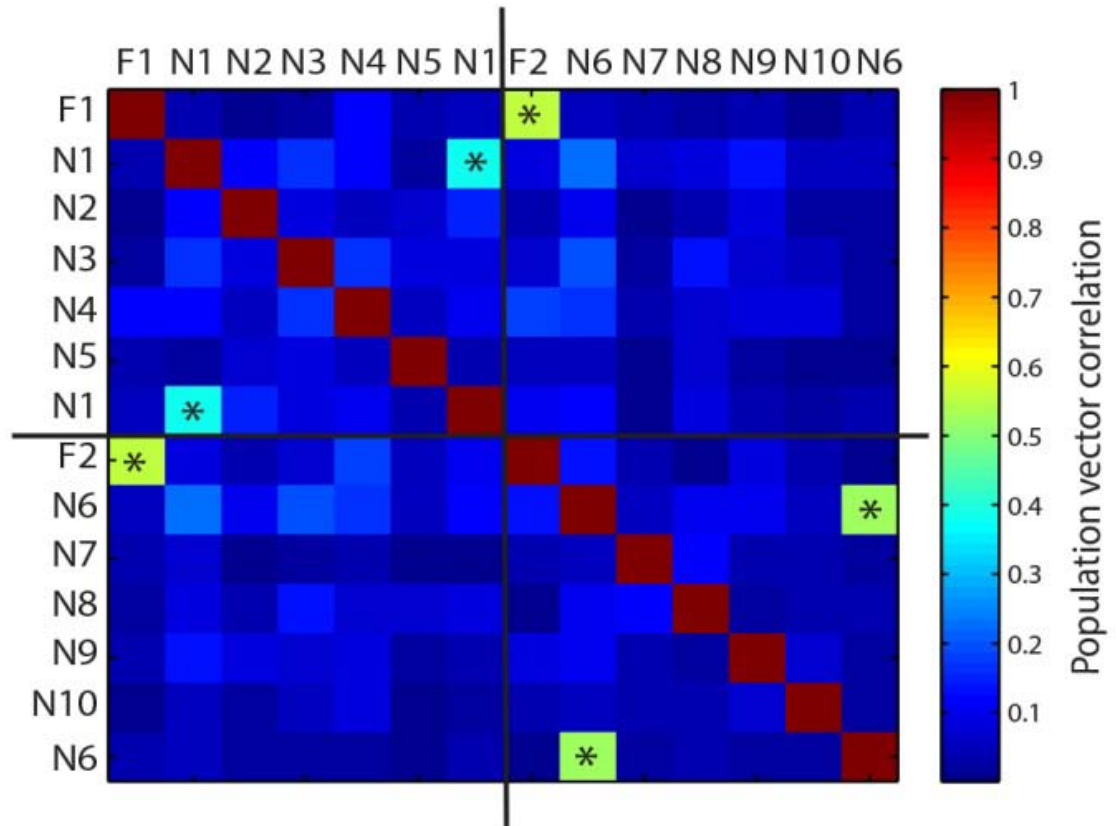 F1 N1 N2 N3 N4 N5 N1 F2 N6 N7 N8 N9 N10 N6
F1
N1
N2
N3
N4
N5
N1
F2
N6
N7
N8
N9
N10
N6
*
*
*
*
*
*
1
0.9
0.8
0.7
0.6
0.5
0.4
0.3
0.2
0.1
Population vector correlation